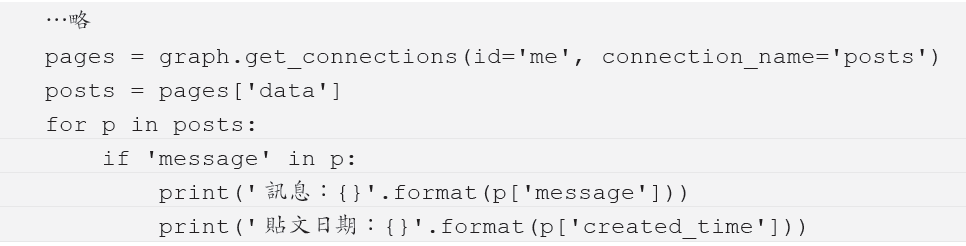 …略
pages = graph.get_connections(id='me', connection_name='posts')
posts = pages['data']
for p in posts:
    if 'message' in p:
        print('訊息：{}'.format(p['message']))
        print('貼文日期：{}'.format(p['created_time']))